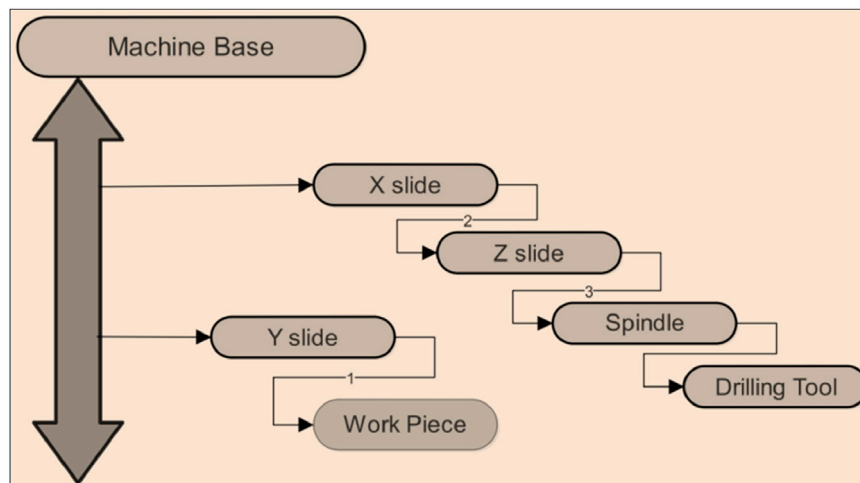 Machine Base
X slide
2
Z slide
3
Spindle
Y slide
1
Drilling Tool
Work Piece